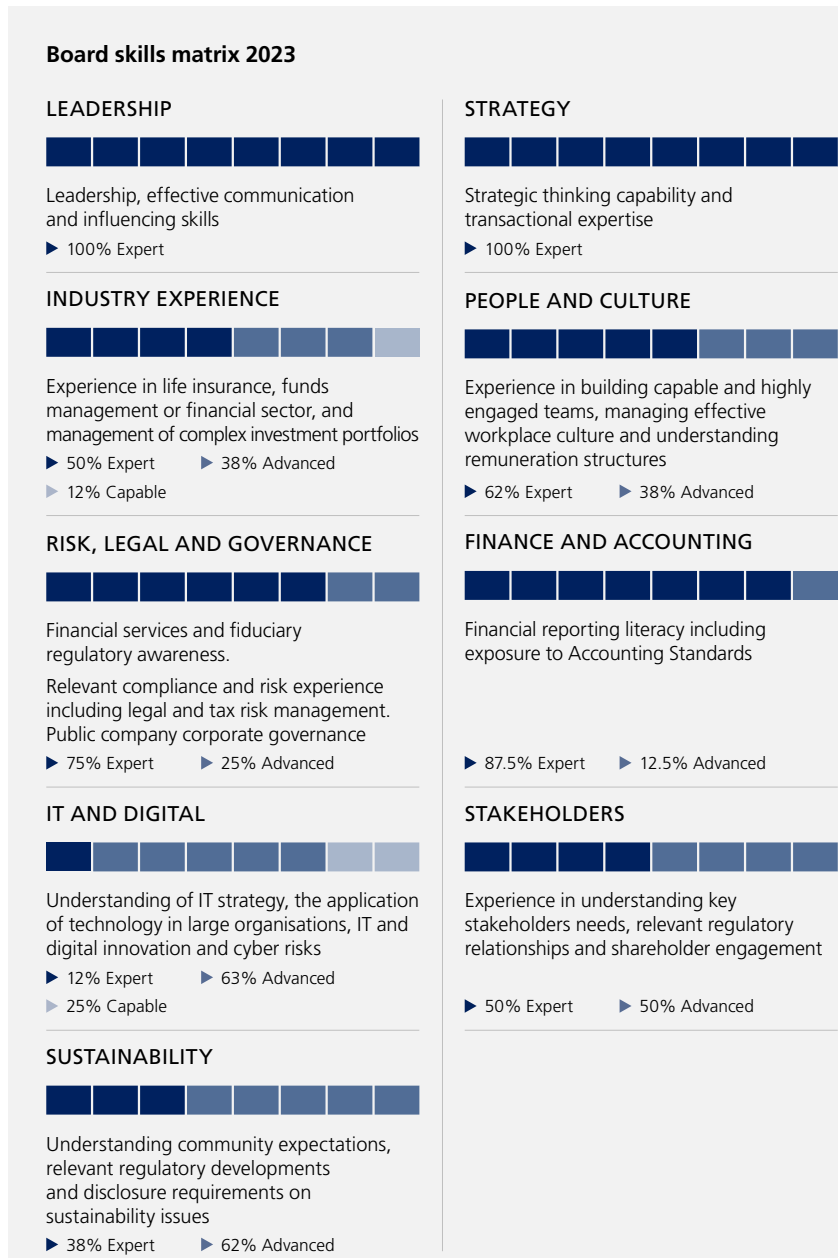 Board skills matrix 2023
LEADERSHIP
Leadership, effective communication
and influencing skills
100% Expert
INDUSTRY EXPERIENCE
Experience in life insurance, funds
management or financial sector, and
management of complex investment portfolios
50% Expert 38% Advanced
12% Capable
RISK, LEGAL AND GOVERNANCE
Financial services and fiduciary
regulatory awareness.
Relevant compliance and risk experience
including legal and tax risk management.
Public company corporate governance
75% Expert 25% Advanced
IT AND DIGITAL
Understanding of IT strategy, the application
of technology in large organisations, IT and
digital innovation and cyber risks
12% Expert 63% Advanced
25% Capable
SUSTAINABILITY
Understanding community expectations,
relevant regulatory developments
and disclosure requirements on
sustainability issues
38% Expert 62% Advanced
STRATEGY
Strategic thinking capability and
transactional expertise
100% Expert
PEOPLE AND CULTURE
Experience in building capable and highly
engaged teams, managing effective
workplace culture and understanding
remuneration structures
62% Expert 38% Advanced
FINANCE AND ACCOUNTING
Financial reporting literacy including
exposure to Accounting Standards
87.5% Expert 12.5% Advanced
STAKEHOLDERS
Experience in understanding key
stakeholders needs, relevant regulatory
relationships and shareholder engagement
50% Expert 50% Advanced